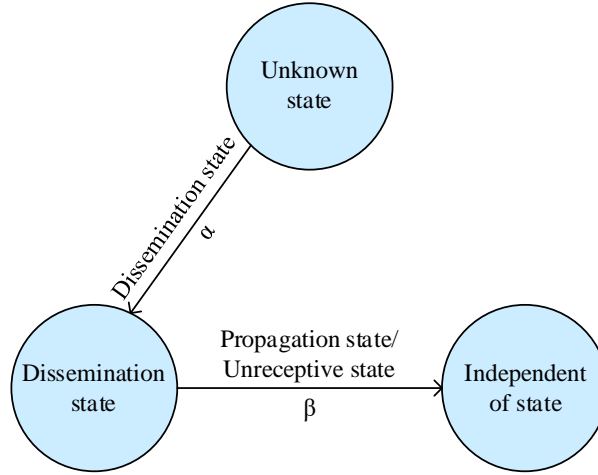 Unknown
state
Dissemination state
α
Dissemination
state
Propagation state/
Unreceptive state
β
Independent
of state